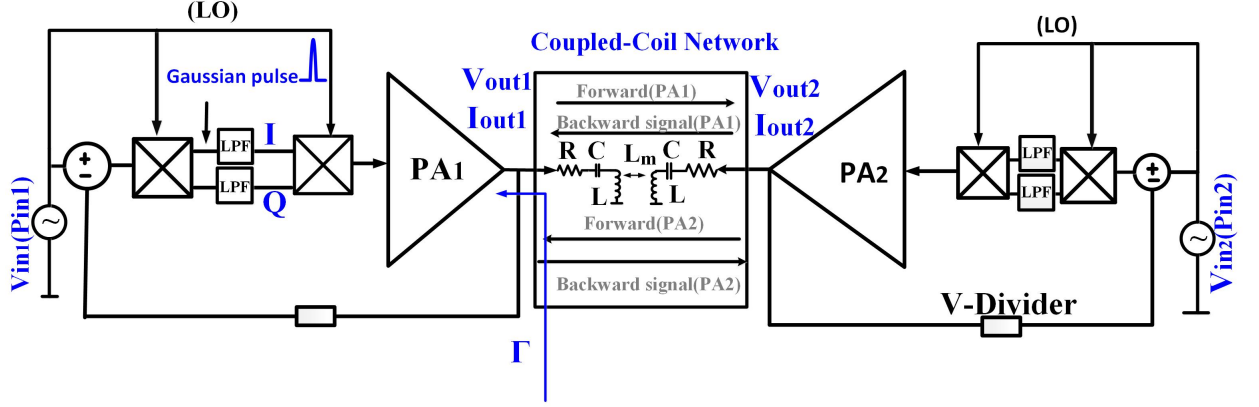 (LO)
(LO)
Coupled-Coil Network
Gaussian pulse
Vout1
Iout1
Forward(PA1)
Backward signal(PA1)
Vout2
Iout2
LPF
I
LPF
Q
PA1
R C Lm C R
L L
PA2
LPF
LPF
Forward(PA2)
Backward signal(PA2)
Vin1(Pin1)
Vin2(Pin2)
V-Divider
Γ